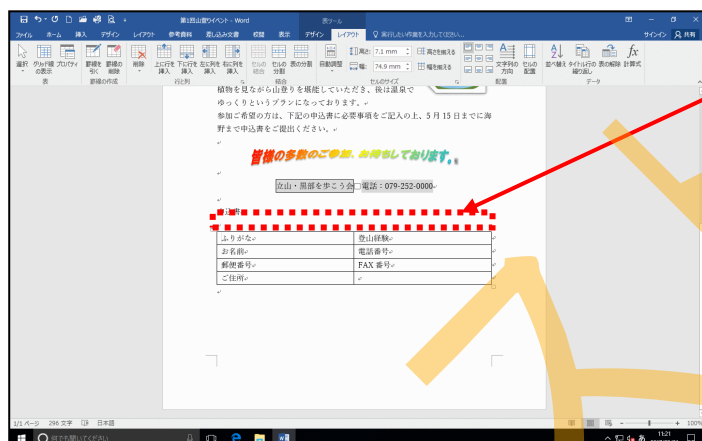 第1回山登りイベント - Word
表ツール
ファイル ホーム 挿入 デザイン レイアウト 参考資料 差し込み文書 校閲 表示 デザイン レイアウト 実行したい作業を入力してください... サインイン 共有
選択 グリッド線の表示 プロパティ 罫線を引く 罫線の削除 削除 上に行を挿入 下に行を挿入 左に列を挿入 右に列を挿入 セルの結合 セルの分割 表の分割 自動調整 高さ: 7.1 mm 高さを揃える 幅: 74.9 mm 幅を揃える 文字列の方向 セルの配置 並べ替え タイトル行の繰り返し 表の解除 計算式
表 罫線の作成 行と列 結合 セルのサイズ 配置 データ
植物を見ながら山登りを堪能していただき、後は温泉で
ゆっくりというプランになっております。
参加ご希望の方は、下記の申込書に必要事項をご記入の上、5 月 15 日までに海
野まで申込書をご提出ください。
皆様の多数のご参加、お待ちしております。
立山・黒部を歩こう会 電話：079-252-0000
ふりがな 登山経験
お名前 電話番号
郵便番号 FAX 番号
ご住所
1/1 ページ 296 文字 日本語 100%
何でも聞いてください あ 11:21